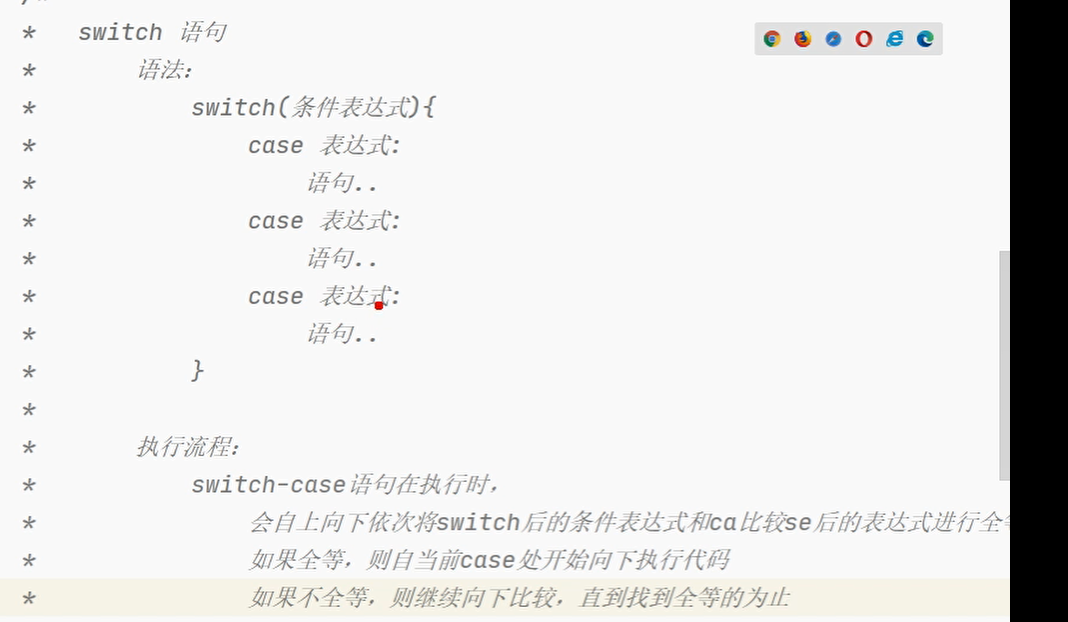 * switch 语句
* 语法:
* switch(条件表达式){
* case 表达式:
* 语句..
* case 表达式:
* 语句..
* case 表达式:
* 语句..
* }
*
* 执行流程:
* switch-case语句在执行时,
* 会自上向下依次将switch后的条件表达式和ca比较se后的表达式进行全
* 如果全等，则自当前case处开始向下执行代码
* 如果不全等，则继续向下比较，直到找到全等的为止